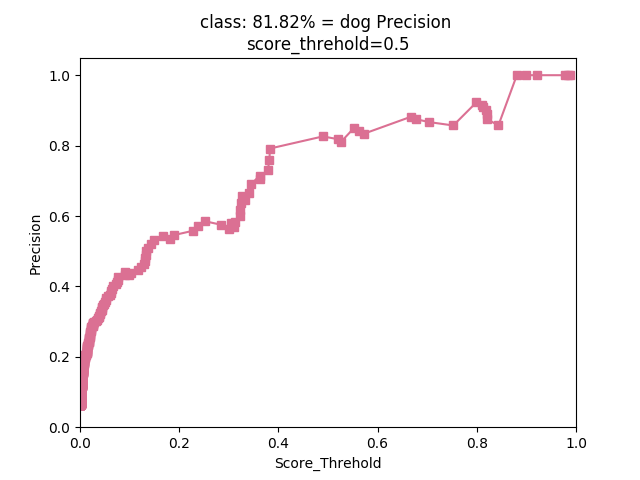 class: 81.82% = dog Precision
score_threhold=0.5
1.0
0.8
0.6
0.4
0.2
0.0
Precision
0.0 0.2 0.4 0.6 0.8 1.0
Score_Threhold